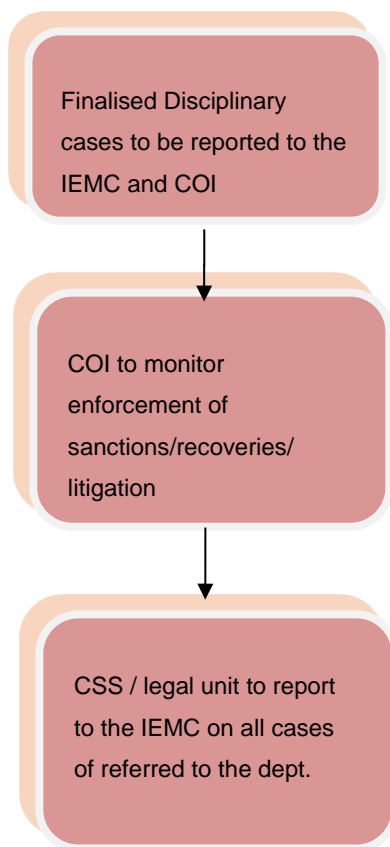 Finalised Disciplinary
cases to be reported to the
IEMC and COI
COI to monitor
enforcement of
sanctions/recoveries/
litigation
CSS / legal unit to report
to the IEMC on all cases
of referred to the dept.